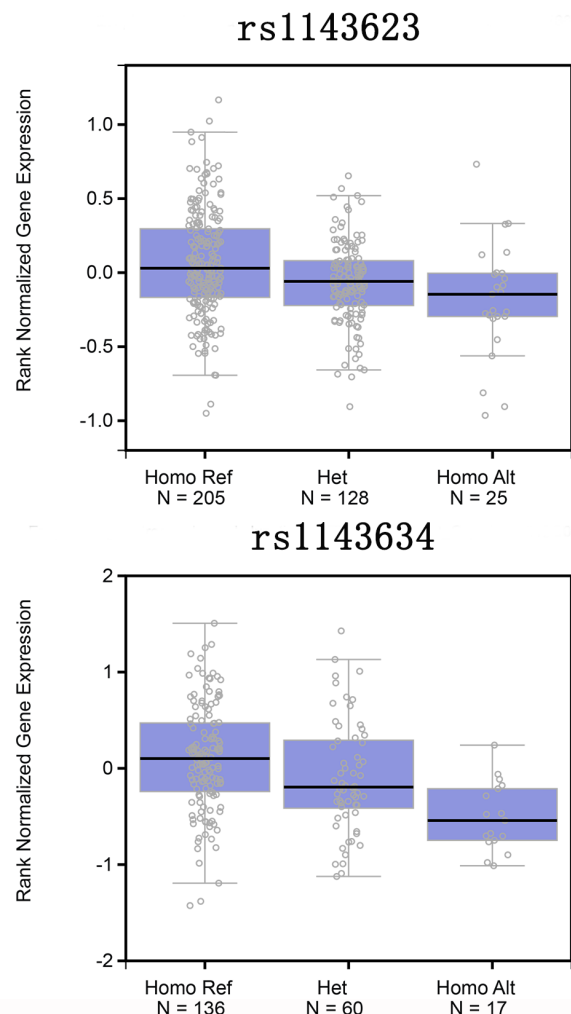 rs1143623
Rank Normalized Gene Expression
1.0
0.5
0.0
-0.5
-1.0
Homo Ref
N = 205
Het
N = 128
Homo Alt
N = 25
rs1143634
Rank Normalized Gene Expression
2
1
0
-1
-2
Homo Ref
N = 136
Het
N = 60
Homo Alt
N = 17